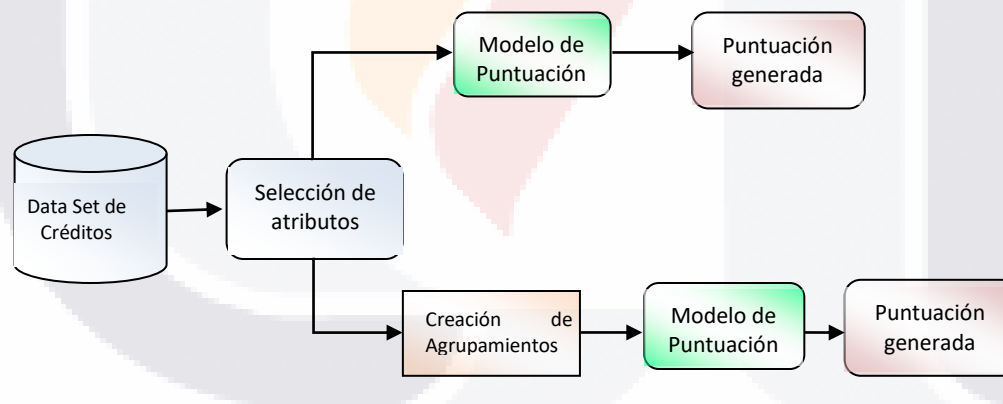 Modelo de
Puntuación
Puntuación
generada
Data Set de
Créditos
Selección de
atributos
Creación de
Agrupamientos
Modelo de
Puntuación
Puntuación
generada